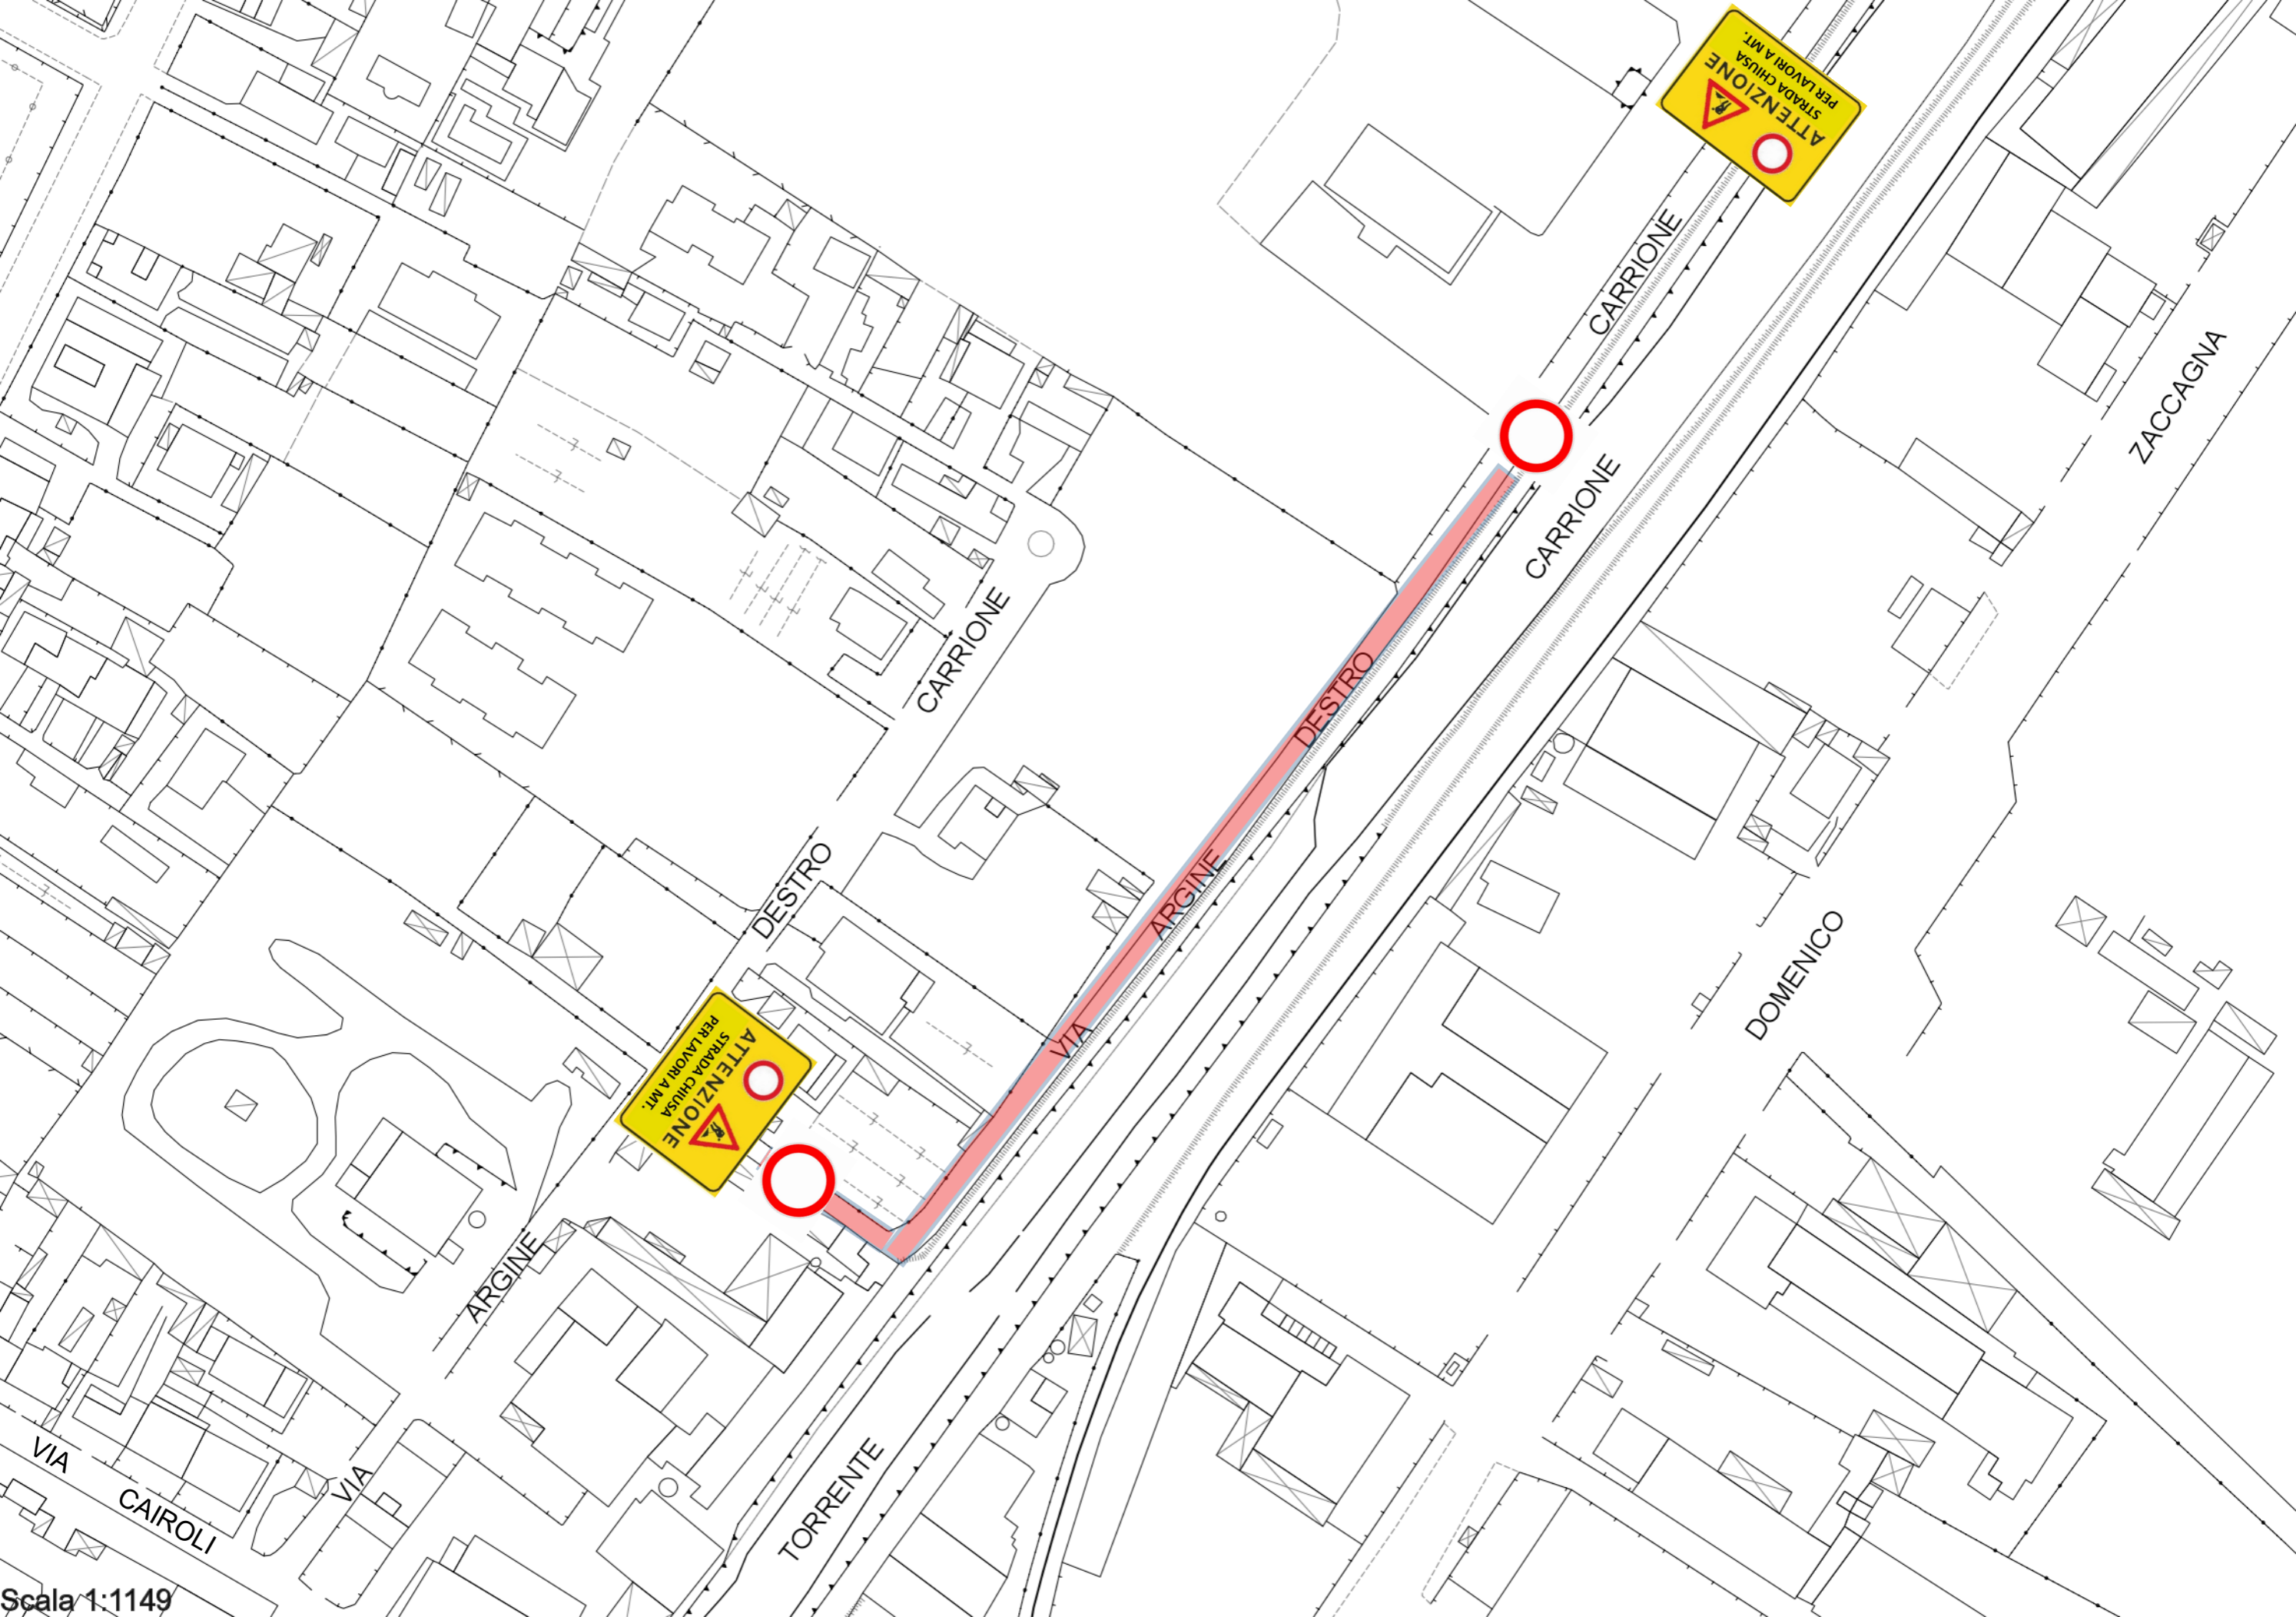 ATTENZIONE
STRADA CHIUSA
PER LAVORI A MT.
CARRIONE
ZACCAGNA
CARRIONE
CARRIONE
DESTRO
DESTRO
ARGINE
DOMENICO
VIA
ATTENZIONE
STRADA CHIUSA
PER LAVORI A MT.
ARGINE
VIA
CAIROLI
VIA
TORRENTE
Scala 1:1149